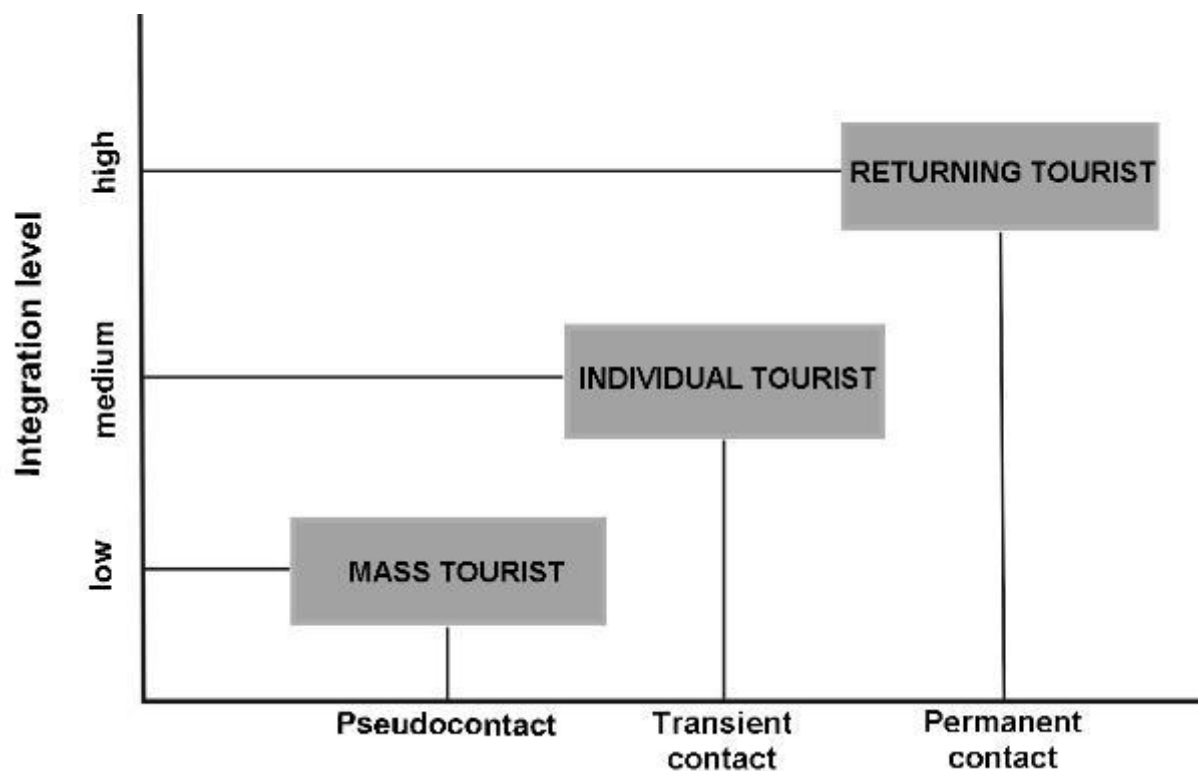 Integration level
high
medium
low
RETURNING TOURIST
INDIVIDUAL TOURIST
MASS TOURIST
Pseudocontact
Transient
contact
Permanent
contact